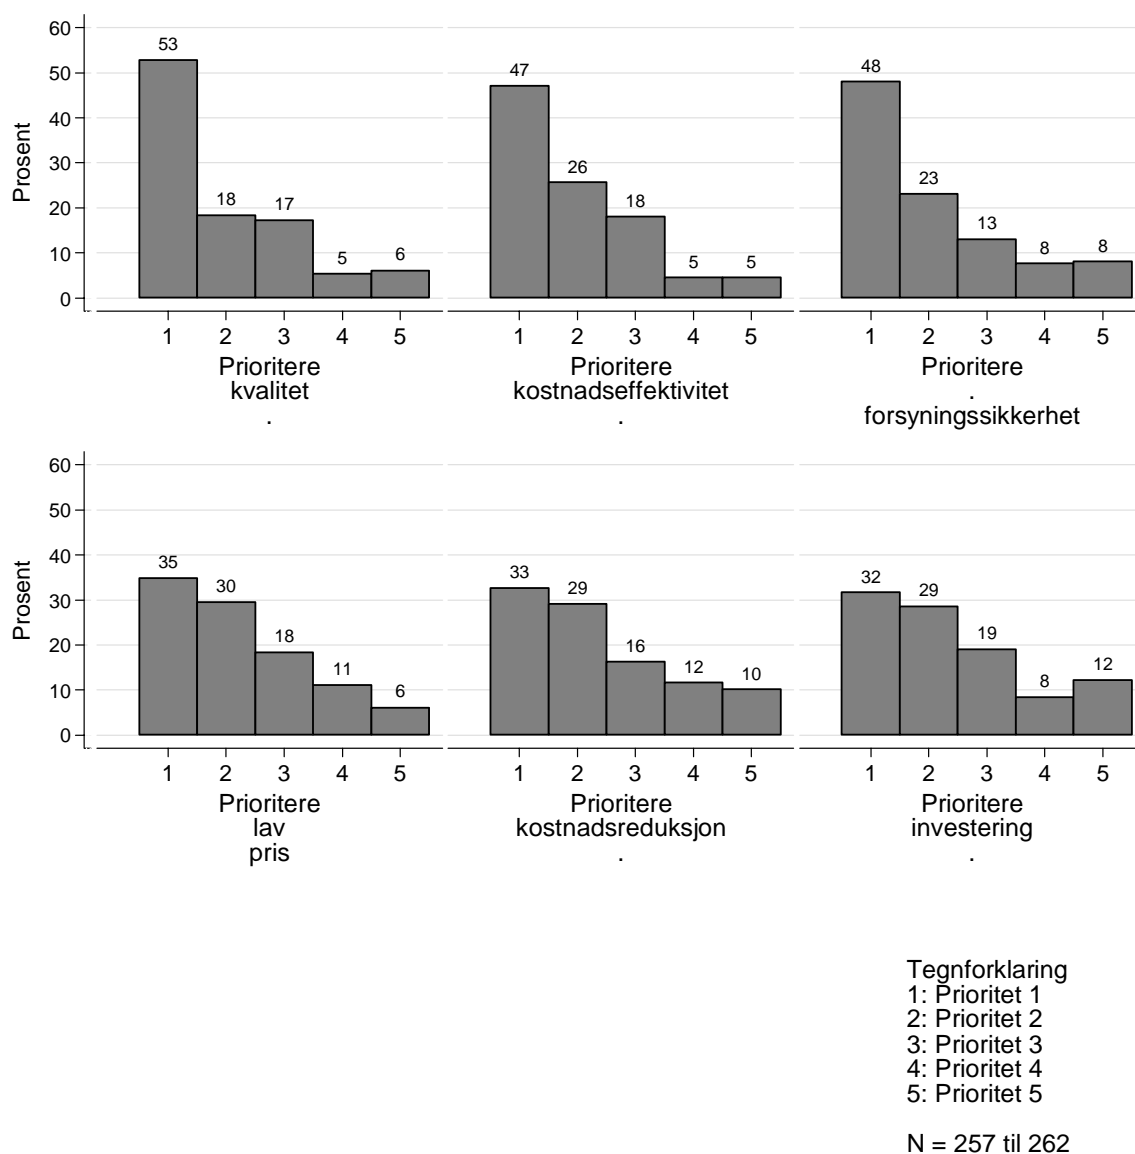 60
50
40
30
20
10
0
Prosent
53
18
17
5
6
1 2 3 4 5
Prioritere
kvalitet
.
47
26
18
5
5
1 2 3 4 5
Prioritere
kostnadseffektivitet
.
48
23
13
8
8
1 2 3 4 5
Prioritere
.
forsyningssikkerhet
60
50
40
30
20
10
0
Prosent
35
30
18
11
6
1 2 3 4 5
Prioritere
lav
pris
33
29
16
12
10
1 2 3 4 5
Prioritere
kostnadsreduksjon
.
32
29
19
8
12
1 2 3 4 5
Prioritere
investering
.
Tegnforklaring
1: Prioritet 1
2: Prioritet 2
3: Prioritet 3
4: Prioritet 4
5: Prioritet 5
N = 257 til 262